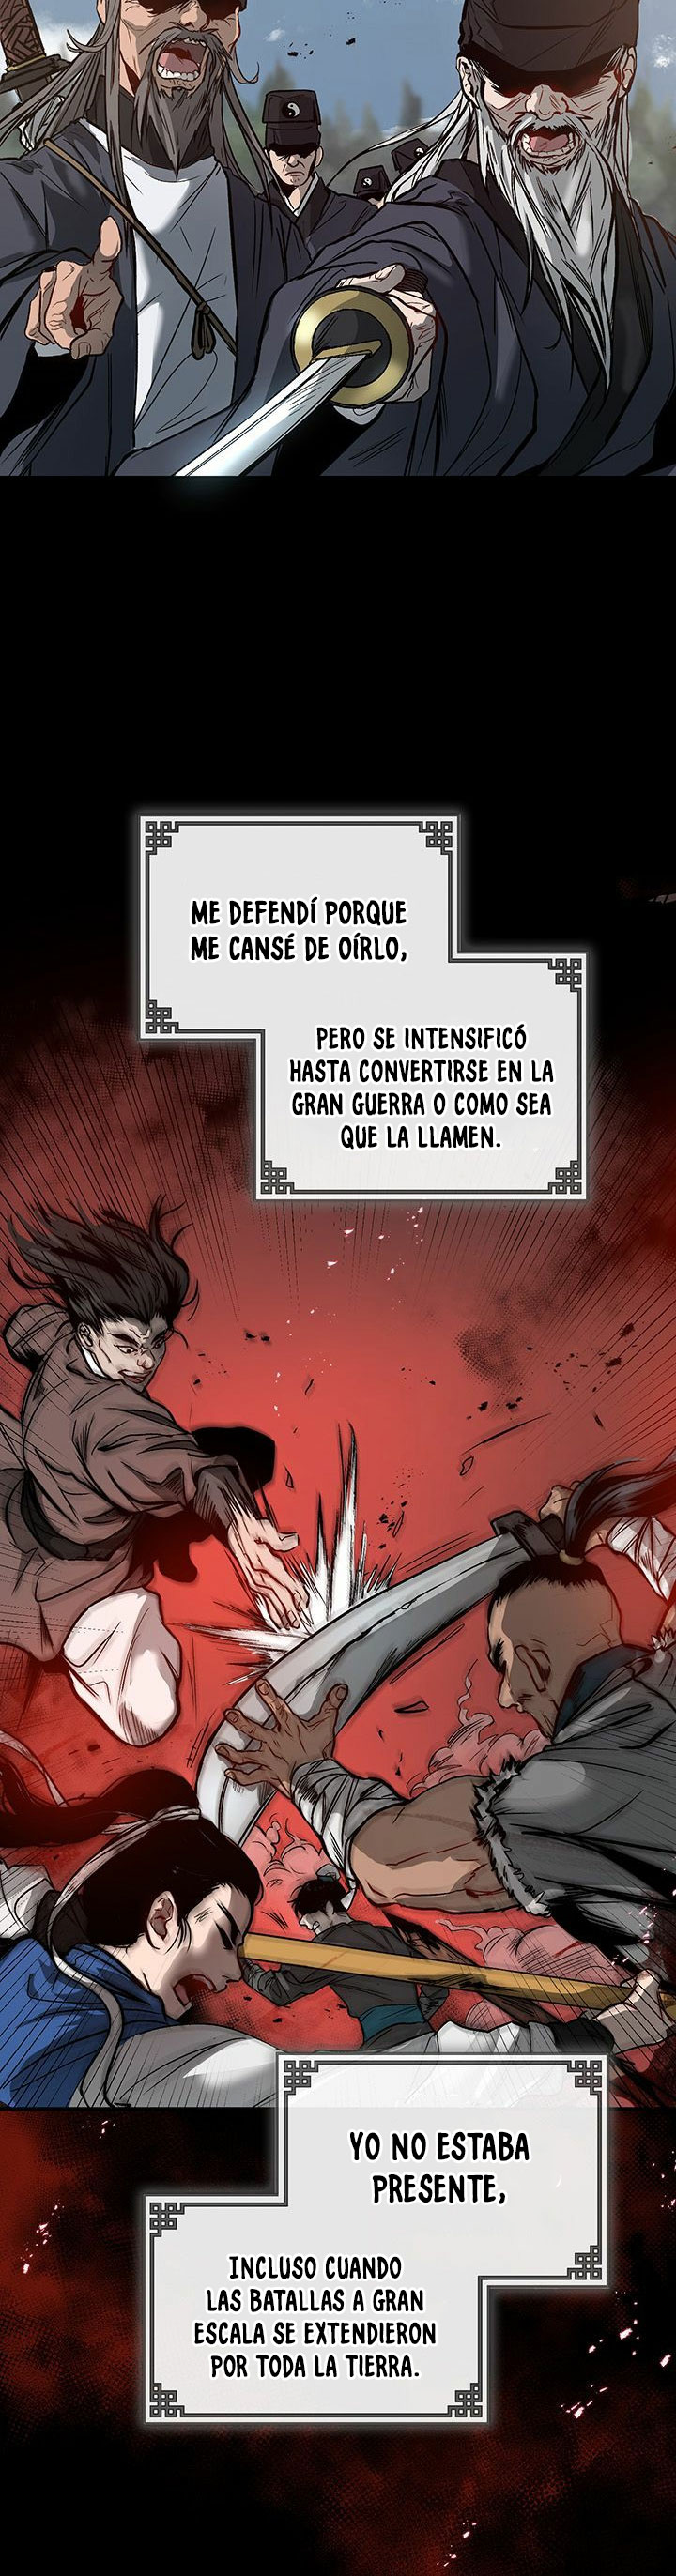 ME DEFENDÍ PORQUE
ME CANSÉ DE OÍRLO,
PERO SE INTENSIFICÓ
HASTA CONVERTIRSE EN LA
GRAN GUERRA O COMO SEA
QUE LA LLAMEN.
YO NO ESTABA
PRESENTE,
INCLUSO CUANDO
LAS BATALLAS A GRAN
ESCALA SE EXTENDIERON
POR TODA LA TIERRA.